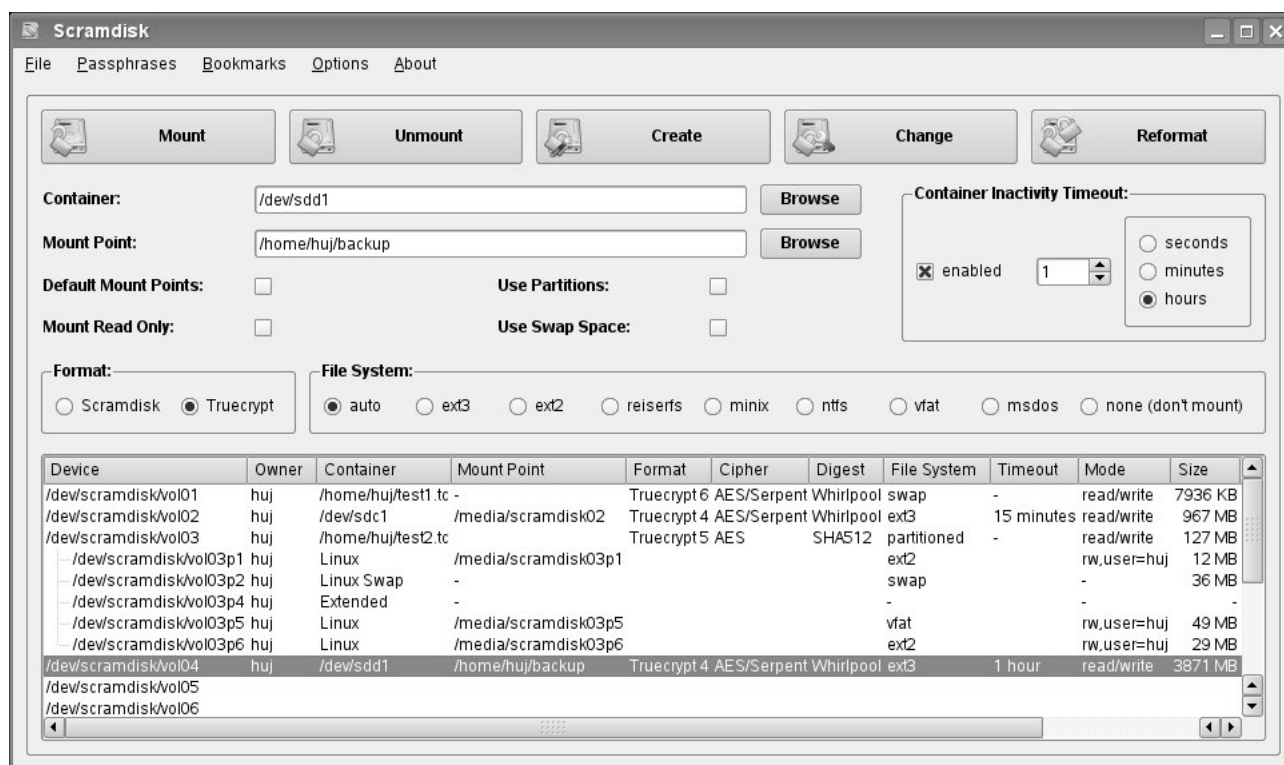 Scramdisk
File Passphrases Bookmarks Options About
Mount Unmount Create Change Reformat
Container: /dev/sdd1 Browse
Mount Point: /home/huj/backup Browse
Default Mount Points: Use Partitions:
Mount Read Only: Use Swap Space:
Container Inactivity Timeout:
enabled 1
seconds
minutes
hours
Format:
Scramdisk Truecrypt
File System:
auto ext3 ext2 reiserfs minix ntfs vfat msdos none (don't mount)
Device Owner Container Mount Point Format Cipher Digest File System Timeout Mode Size
/dev/scramdisk/vol01 huj /home/huj/test1.tc - Truecrypt 6 AES/Serpent Whirlpool swap - read/write 7936 KB
/dev/scramdisk/vol02 huj /dev/sdc1 /media/scramdisk02 Truecrypt 4 AES/Serpent Whirlpool ext3 15 minutes read/write 967 MB
/dev/scramdisk/vol03 huj /home/huj/test2.tc Truecrypt 5 AES SHA512 partitioned - read/write 127 MB
/dev/scramdisk/vol03p1 huj Linux /media/scramdisk03p1 ext2 rw,user=huj 12 MB
/dev/scramdisk/vol03p2 huj Linux Swap - swap - 36 MB
/dev/scramdisk/vol03p4 huj Extended - - - -
/dev/scramdisk/vol03p5 huj Linux /media/scramdisk03p5 vfat rw,user=huj 49 MB
/dev/scramdisk/vol03p6 huj Linux /media/scramdisk03p6 ext2 rw,user=huj 29 MB
/dev/scramdisk/vol04 huj /dev/sdd1 /home/huj/backup Truecrypt 4 AES/Serpent Whirlpool ext3 1 hour read/write 3871 MB
/dev/scramdisk/vol05
/dev/scramdisk/vol06